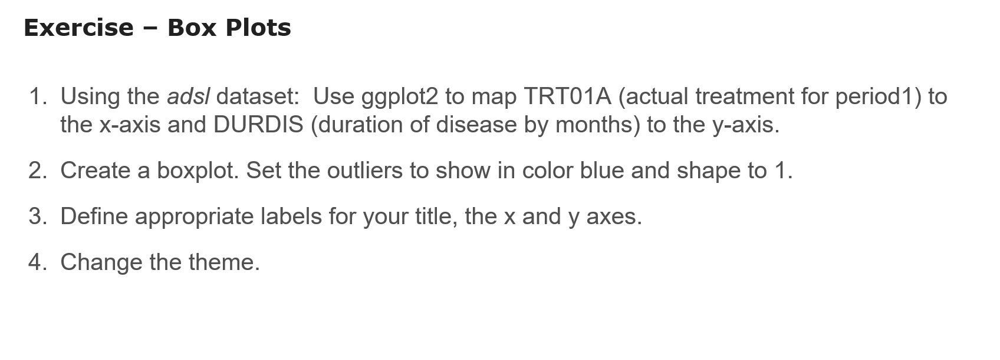 Exercise – Box Plots
1. Using the adsl dataset:  Use ggplot2 to map TRT01A (actual treatment for period1) to
the x-axis and DURDIS (duration of disease by months) to the y-axis.
2. Create a boxplot. Set the outliers to show in color blue and shape to 1.
3. Define appropriate labels for your title, the x and y axes.
4. Change the theme.